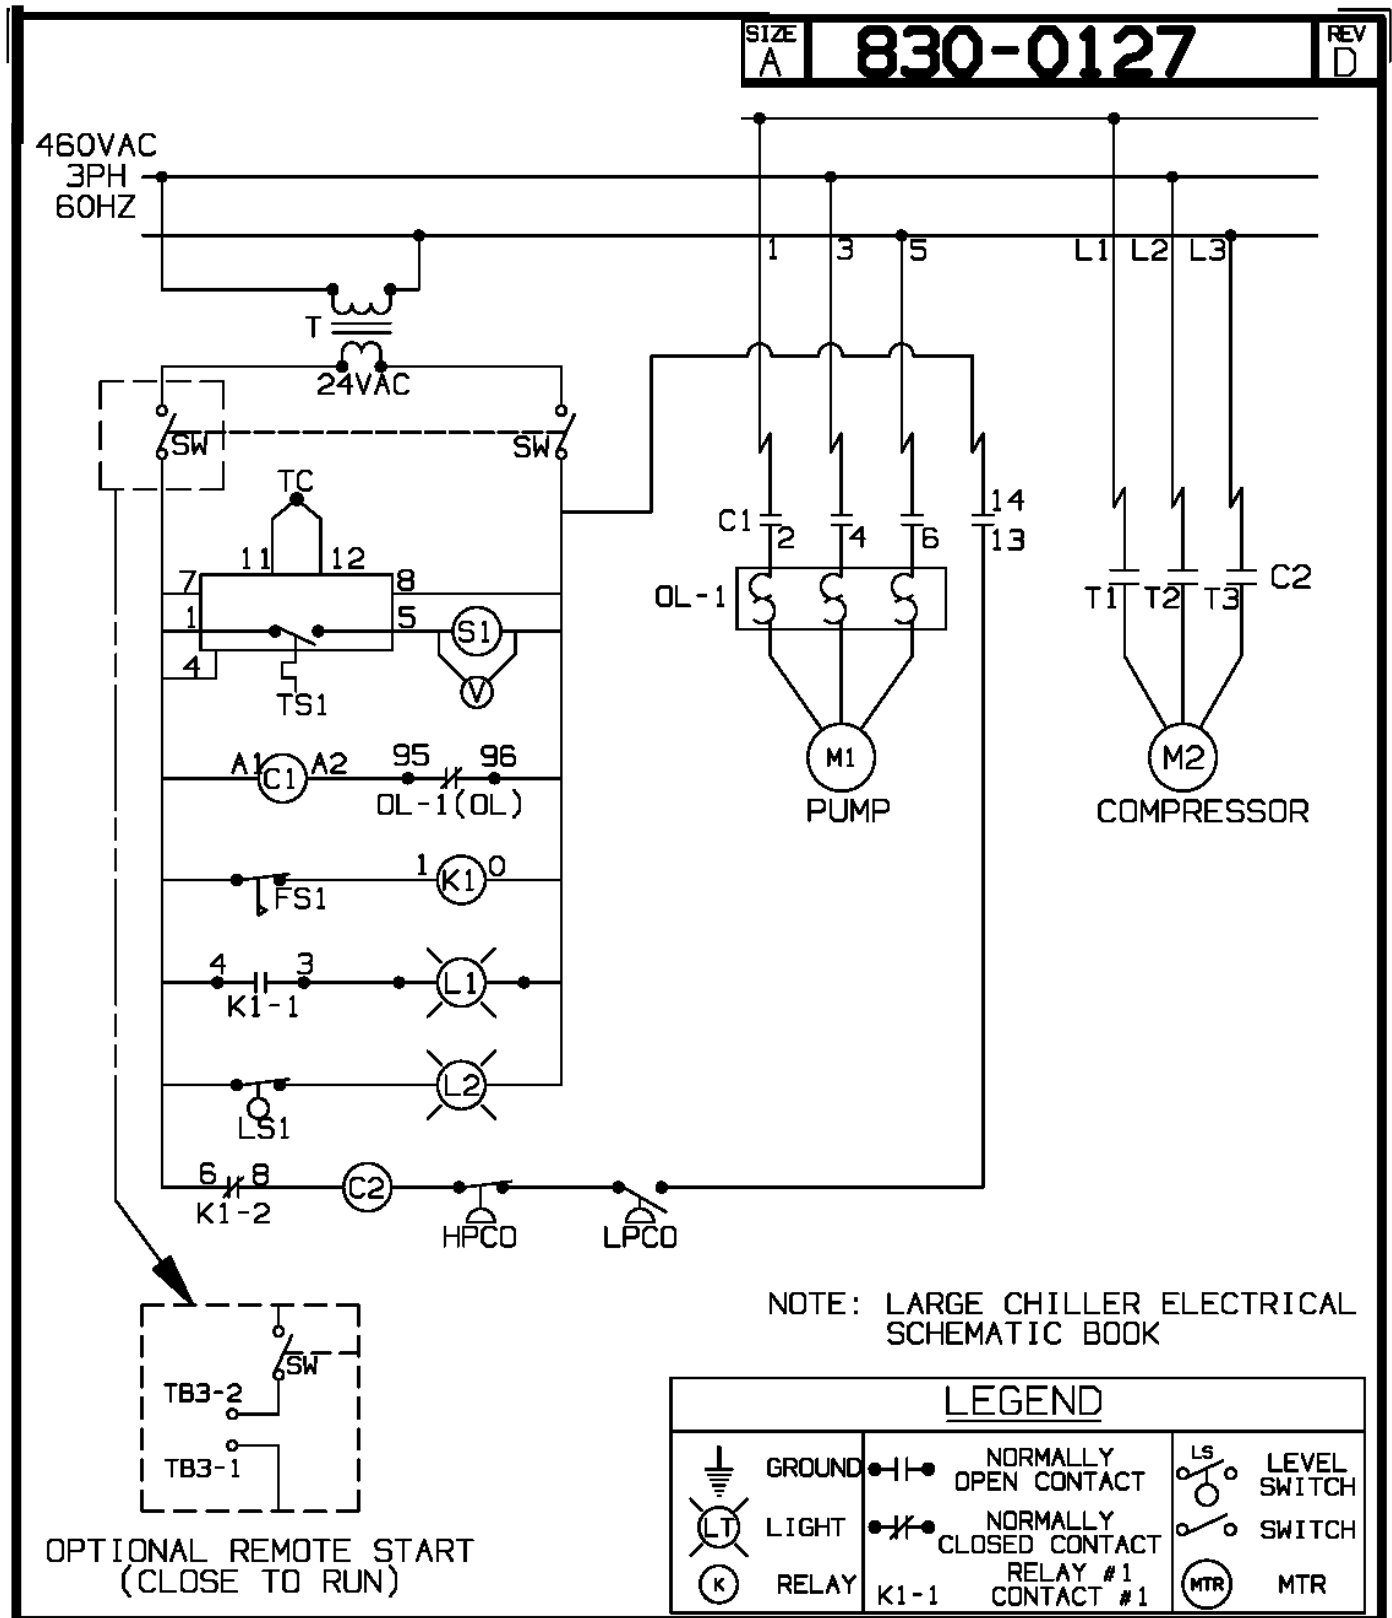 SIZE
A
830-0127
REV
D
460VAC
3PH
60HZ
1
3
5
L1
L2
L3
T
24VAC
SW
SW
TC
11
12
7
8
1
5
4
S1
V
TS1
C1
2
4
6
14
13
OL-1
T1
T2
T3
C2
A1
C1
A2
95
96
OL-1(OL)
M1
PUMP
M2
COMPRESSOR
FS1
1
K1
0
4
3
K1-1
L1
LS1
L2
6
8
K1-2
C2
HPCO
LPCO
SW
TB3-2
TB3-1
OPTIONAL REMOTE START
(CLOSE TO RUN)
NOTE: LARGE CHILLER ELECTRICAL
SCHEMATIC BOOK
LEGEND
GROUND
NORMALLY
OPEN CONTACT
LS
LEVEL
SWITCH
LT
LIGHT
NORMALLY
CLOSED CONTACT
SWITCH
K
RELAY
K1-1
RELAY #1
CONTACT #1
MTR
MTR